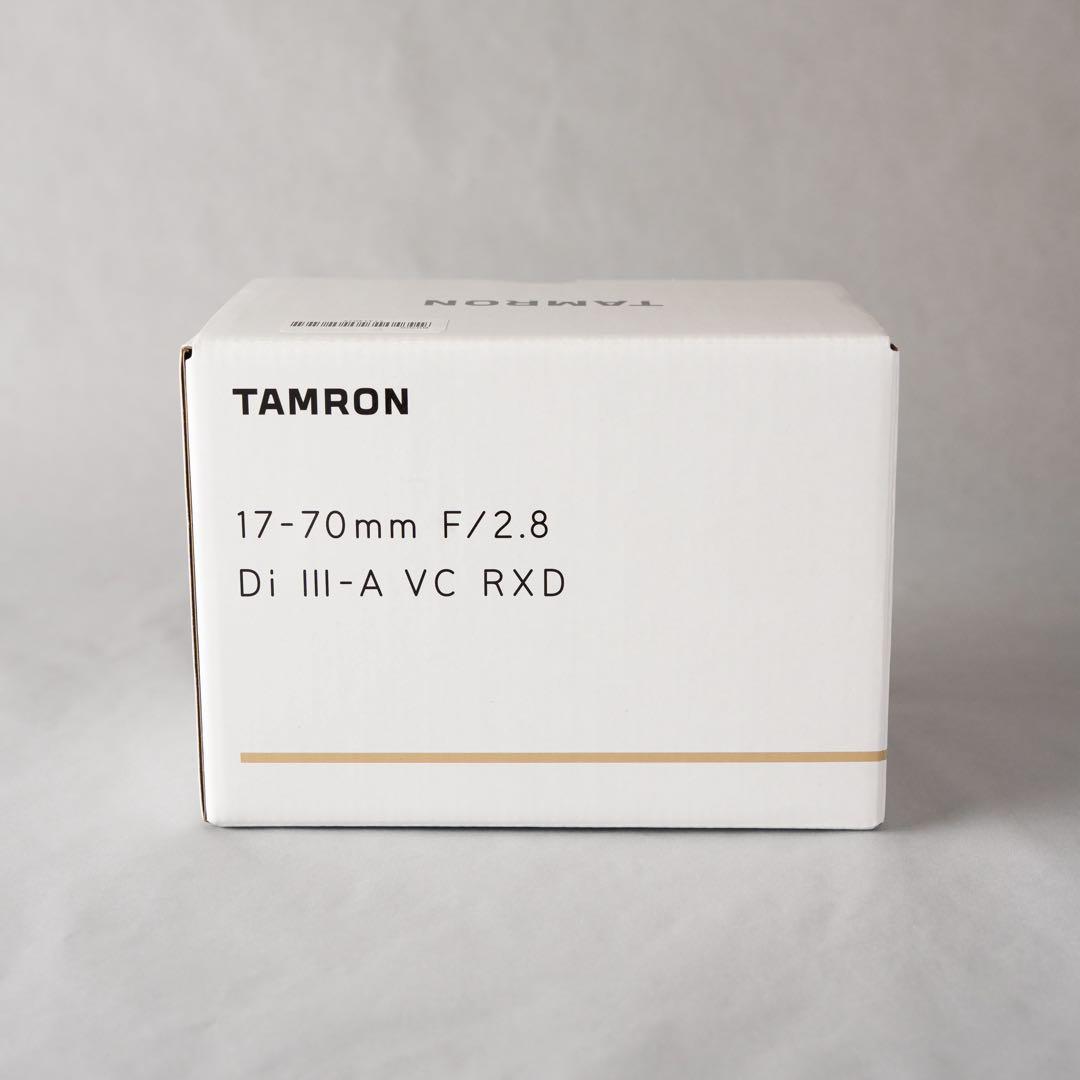 TAMRON
TAMRON
17-70mm F/2.8
Di III-A VC RXD